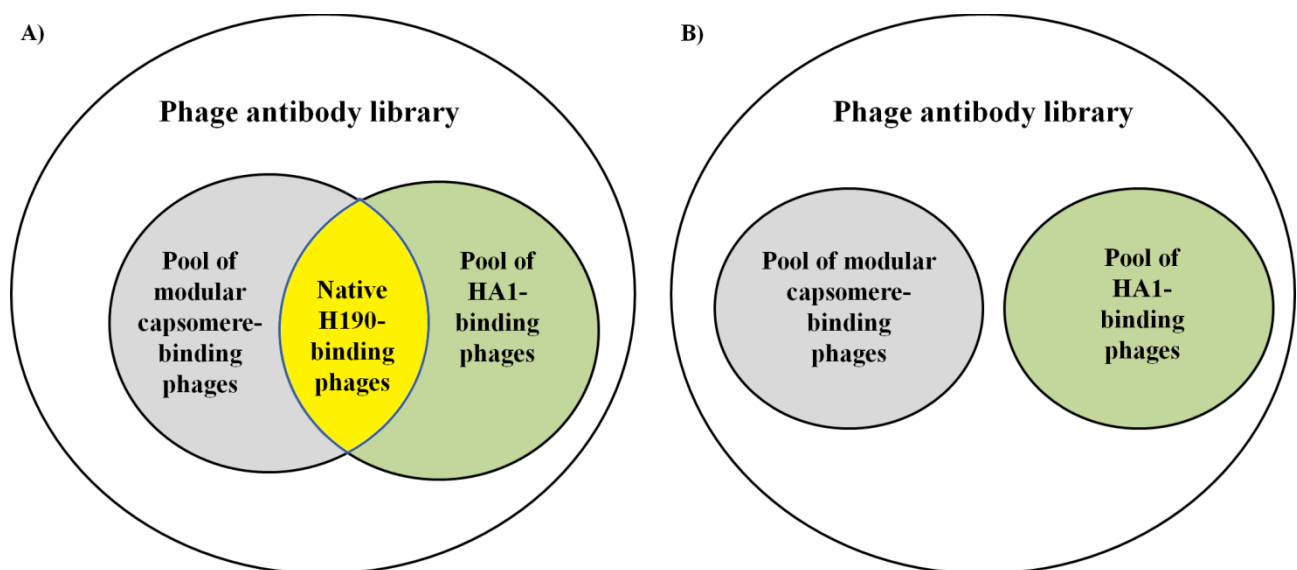 A)
Phage antibody library
Pool of
modular
capsomere-
binding
phages
Native
H190-
binding
phages
Pool of
HA1-
binding
phages
B)
Phage antibody library
Pool of modular
capsomere-
binding
phages
Pool of
HA1-
binding
phages